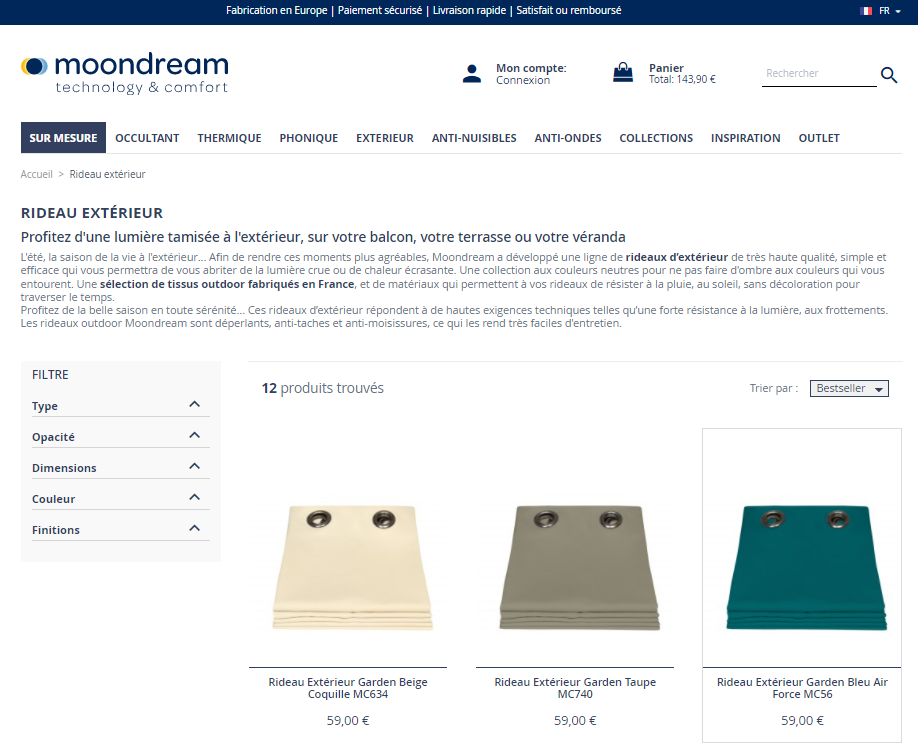 Fabrication en Europe | Paiement sécurisé | Livraison rapide | Satisfait ou remboursé
FR
moondream
technology & comfort
Mon compte:
Connexion
Panier
Total: 143,90 €
Rechercher
SUR MESURE OCCULTANT THERMIQUE PHONIQUE EXTERIEUR ANTI-NUISIBLES ANTI-ONDES COLLECTIONS INSPIRATION OUTLET
Accueil > Rideau extérieur
RIDEAU EXTÉRIEUR
Profitez d'une lumière tamisée à l'extérieur, sur votre balcon, votre terrasse ou votre véranda
L'été, la saison de la vie à l'extérieur... Afin de rendre ces moments plus agréables, Moondream a développé une ligne de rideaux d'extérieur de très haute qualité, simple et
efficace qui vous permettra de vous abriter de la lumière crue ou de chaleur écrasante. Une collection aux couleurs neutres pour ne pas faire d'ombre aux couleurs qui vous
entourent. Une sélection de tissus outdoor fabriqués en France, et de matériaux qui permettent à vos rideaux de résister à la pluie, au soleil, sans décoloration pour
traverser le temps.
Profitez de la belle saison en toute sérénité... Ces rideaux d'extérieur répondent à de hautes exigences techniques telles qu'une forte résistance à la lumière, aux frottements.
Les rideaux outdoor Moondream sont déperlants, anti-taches et anti-moisissures, ce qui les rend très faciles d'entretien.
FILTRE
Type
Opacité
Dimensions
Couleur
Finitions
12 produits trouvés
Trier par : Bestseller
Rideau Extérieur Garden Beige
Coquille MC634
59,00 €
Rideau Extérieur Garden Taupe
MC740
59,00 €
Rideau Extérieur Garden Bleu Air
Force MC56
59,00 €